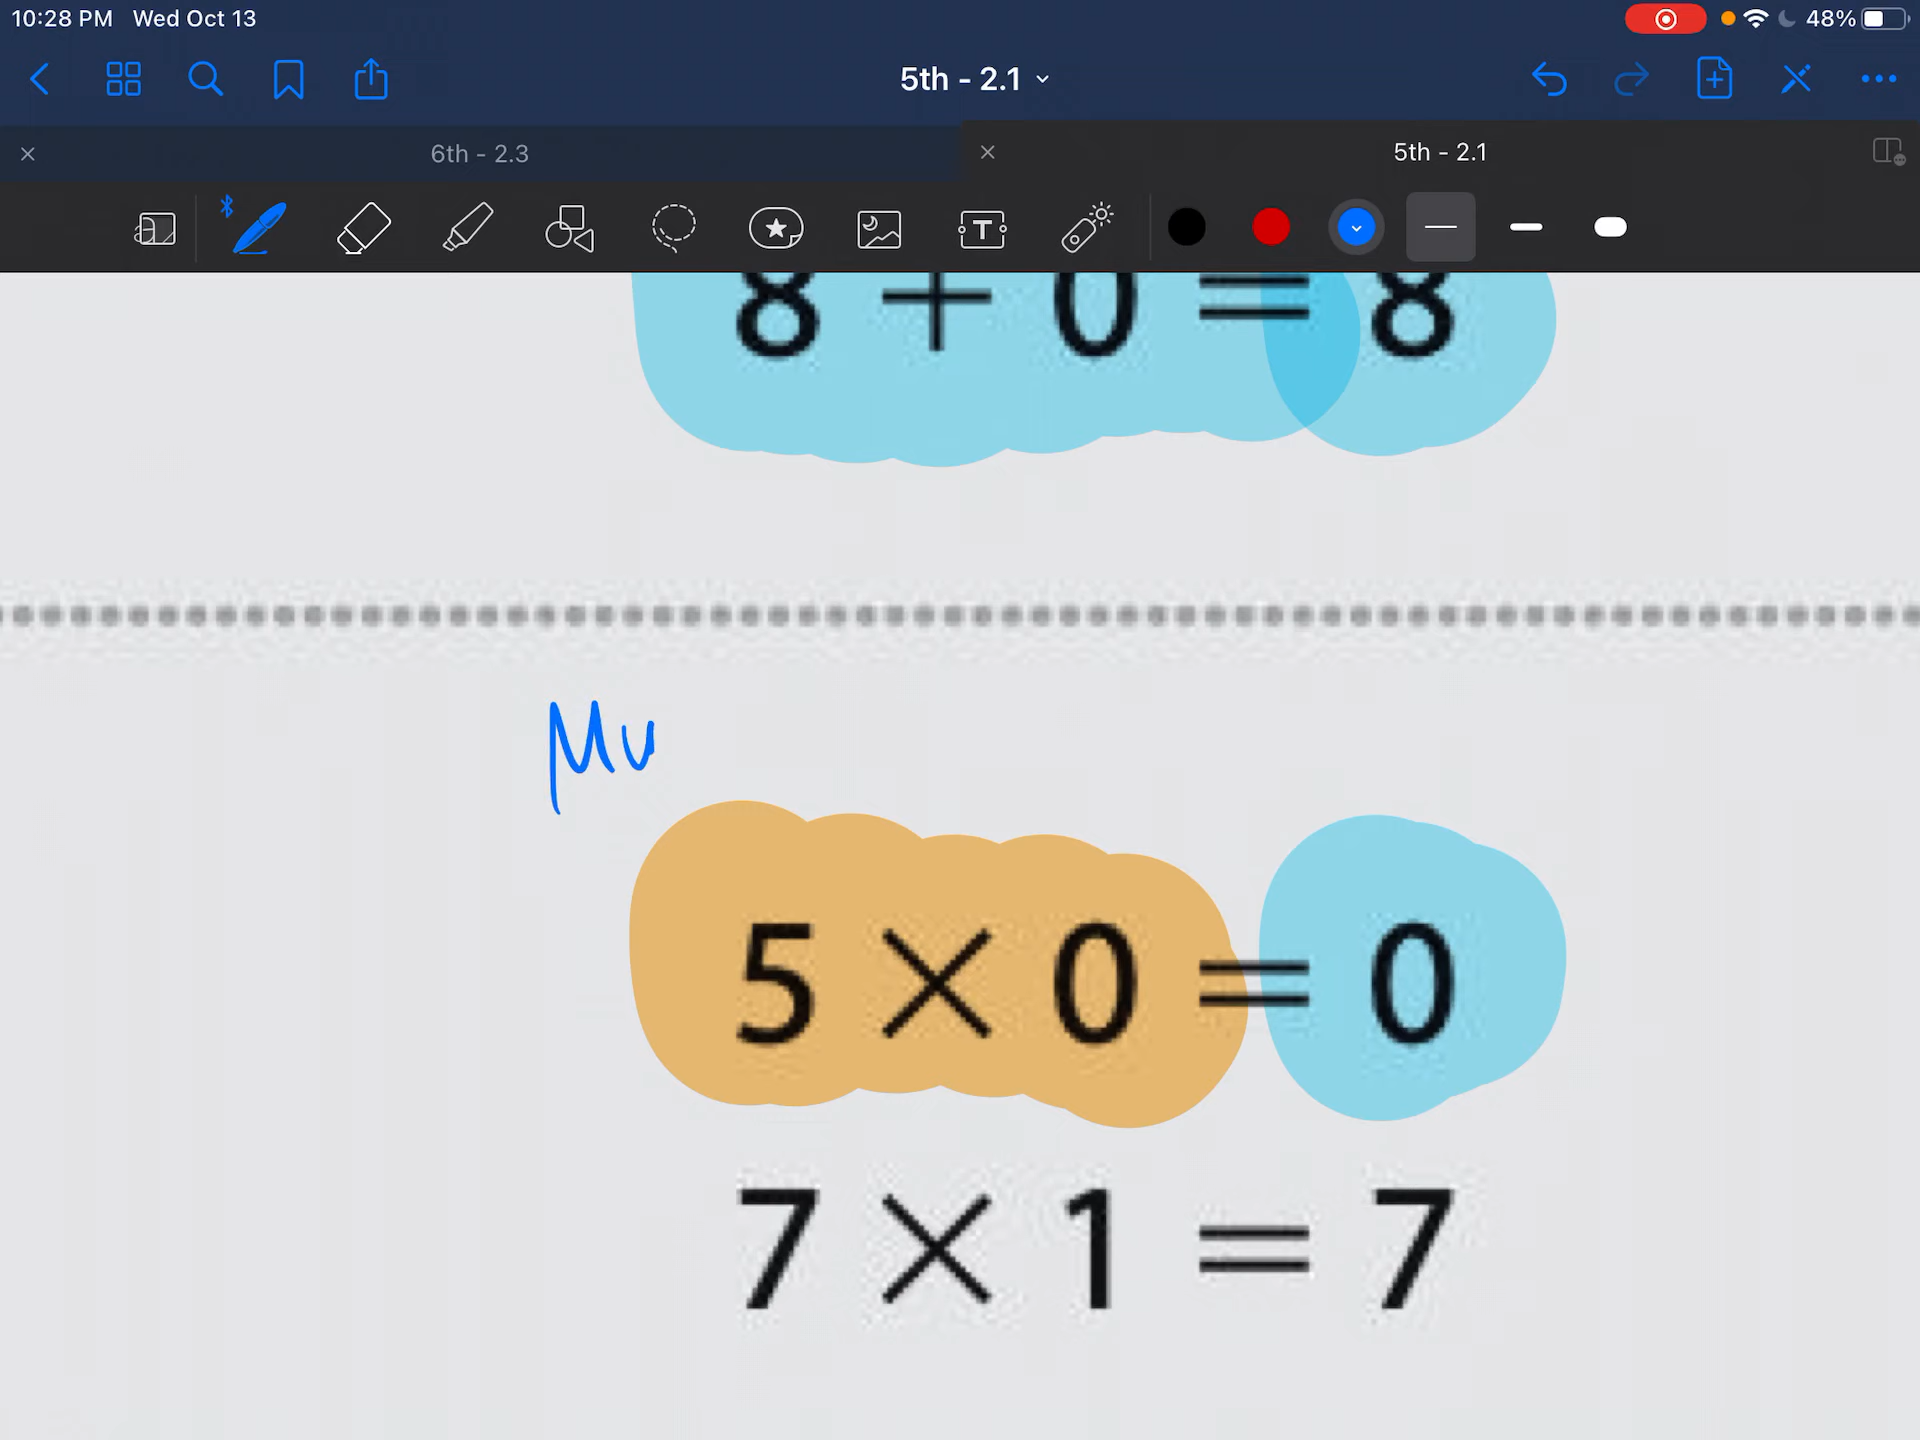 10:28 PM Wed Oct 13
48%
5th - 2.1
6th - 2.3
5th - 2.1
8 + 0 = 8
Mu
5 × 0 = 0
7 × 1 = 7